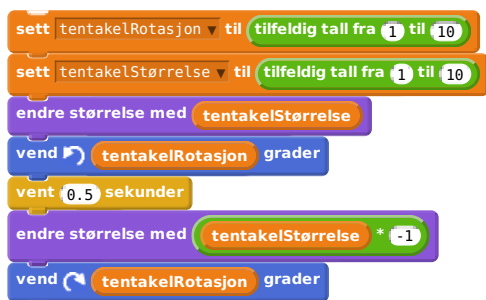 sett tentakelRotasjon ▼ til tilfeldig tall fra 1 til 10
sett tentakelStørrelse ▼ til tilfeldig tall fra 1 til 10
endre størrelse med tentakelStørrelse
vend tentakelRotasjon grader
vent 0.5 sekunder
endre størrelse med tentakelStørrelse * -1
vend tentakelRotasjon grader